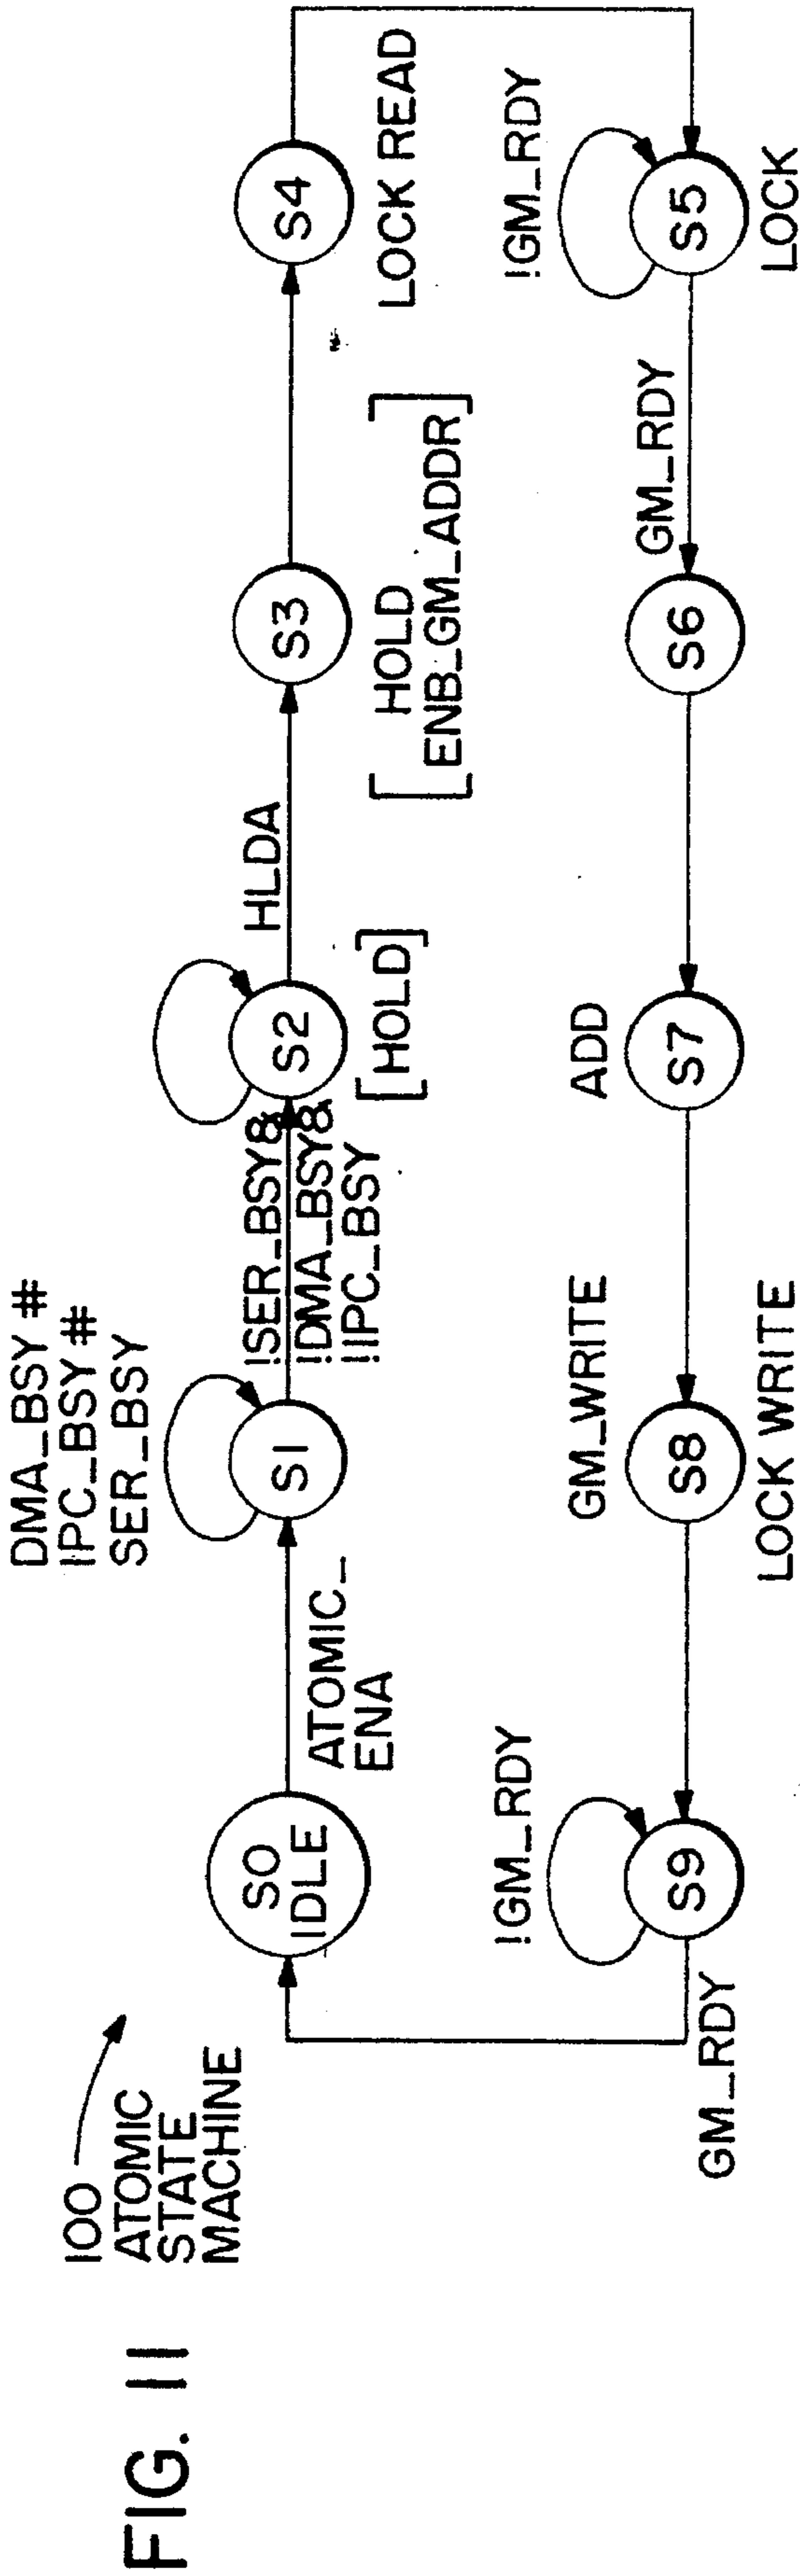 FIG. 11
100
ATOMIC
STATE
MACHINE
S0
IDLE
ATOMIC_
ENA
DMA_BSY #
IPC_BSY #
SER_BSY
S1
!SER_BSY&
!DMA_BSY&
!IPC_BSY
S2
[HOLD]
HLDA
S3
[HOLD
ENB_GM_ADDR]
S4
LOCK READ
!GM_RDY
S5
LOCK
GM_RDY
S6
ADD
S7
GM_WRITE
S8
LOCK WRITE
!GM_RDY
S9
GM_RDY